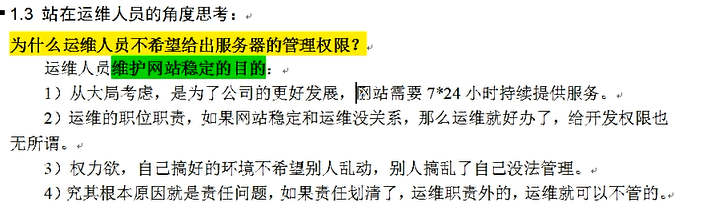 1.3 站在运维人员的角度思考：
为什么运维人员不希望给出服务器的管理权限？
运维人员维护网站稳定的目的：
1）从大局考虑，是为了公司的更好发展，网站需要 7*24 小时持续提供服务。
2）运维的职位职责，如果网站稳定和运维没关系，那么运维就好办了，给开发权限也
无所谓。
3）权力欲，自己搞好的环境不希望别人乱动，别人搞乱了自己没法管理。
4）究其根本原因就是责任问题，如果责任划清了，运维职责外的，运维就可以不管的。